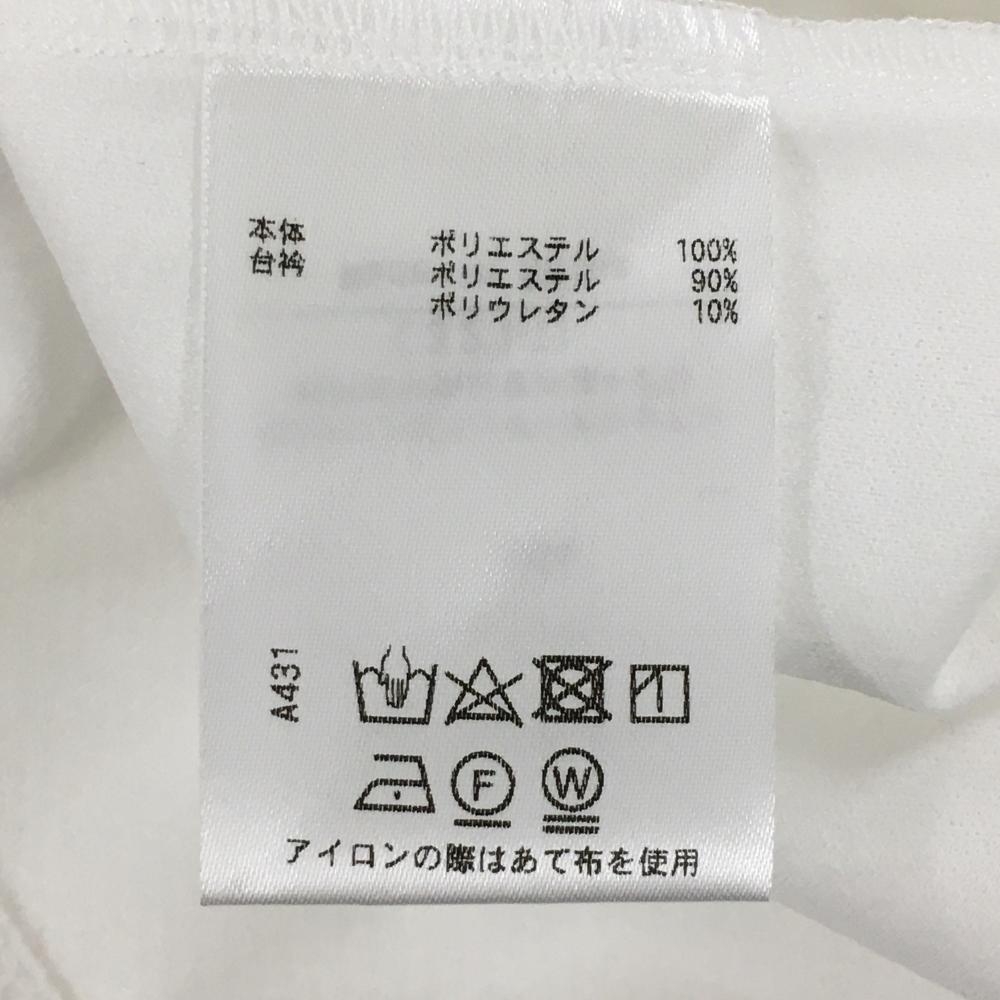 本体 ポリエステル 100%
台衿 ポリエステル 90%
ポリウレタン 10%
A431
F W
アイロンの際はあて布を使用